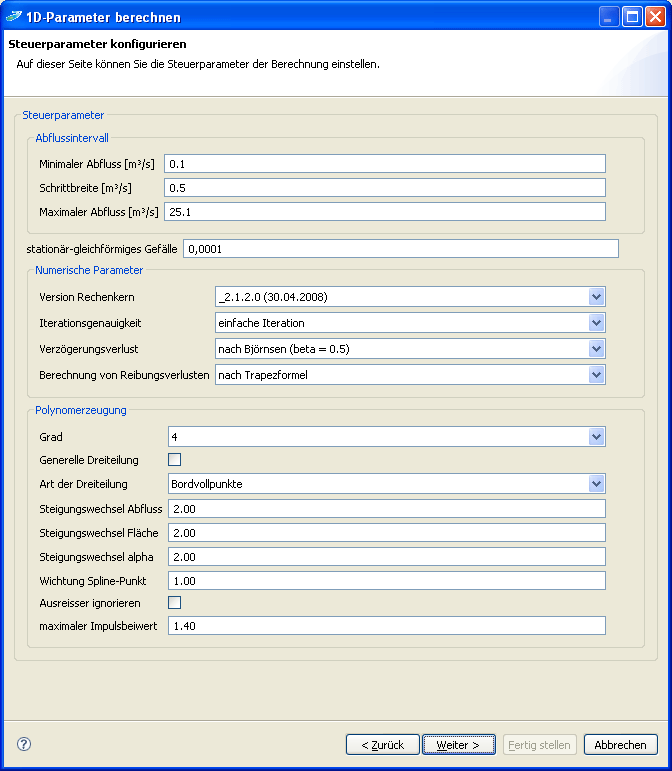 1D-Parameter berechnen
Steuerparameter konfigurieren
Auf dieser Seite können Sie die Steuerparameter der Berechnung einstellen.
Steuerparameter
Abflussintervall
Minimaler Abfluss [m³/s] 0.1
Schrittbreite [m³/s] 0.5
Maximaler Abfluss [m³/s] 25.1
stationär-gleichförmiges Gefälle 0,0001
Numerische Parameter
Version Rechenkern _2.1.2.0 (30.04.2008)
Iterationsgenauigkeit einfache Iteration
Verzögerungsverlust nach Björnsen (beta = 0.5)
Berechnung von Reibungsverlusten nach Trapezformel
Polynomerzeugung
Grad 4
Generelle Dreiteilung
Art der Dreiteilung Bordvollpunkte
Steigungswechsel Abfluss 2.00
Steigungswechsel Fläche 2.00
Steigungswechsel alpha 2.00
Wichtung Spline-Punkt 1.00
Ausreisser ignorieren
maximaler Impulsbeiwert 1.40
? < Zurück Weiter > Fertig stellen Abbrechen